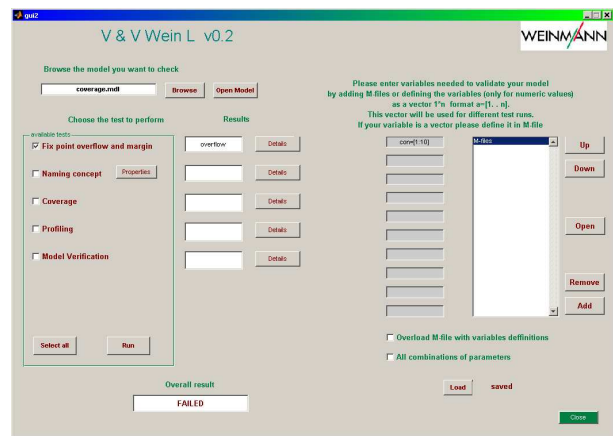 gui2
V & V Wein L v0.2
WEINMANN
Browse the model you want to check
coverage.mdl
Browse
Open Model
Please enter variables needed to validate your model
by adding M-files or defining the variables (only for numeric values)
as a vector 1*n format a=[1. . n].
This vector will be used for different test runs.
If your variable is a vector please define it in M-file
Choose the test to perform
Results
available tests
Fix point overflow and margin
overflow
Details
Naming concept
Properties
Details
Coverage
Details
Profiling
Details
Model Verification
Details
Select all
Run
con=[1:10]
M-files
Up
Down
Open
Remove
Add
Overload M-file with variables deffinitions
All combinations of parameters
Load
saved
Overall result
FAILED
Close